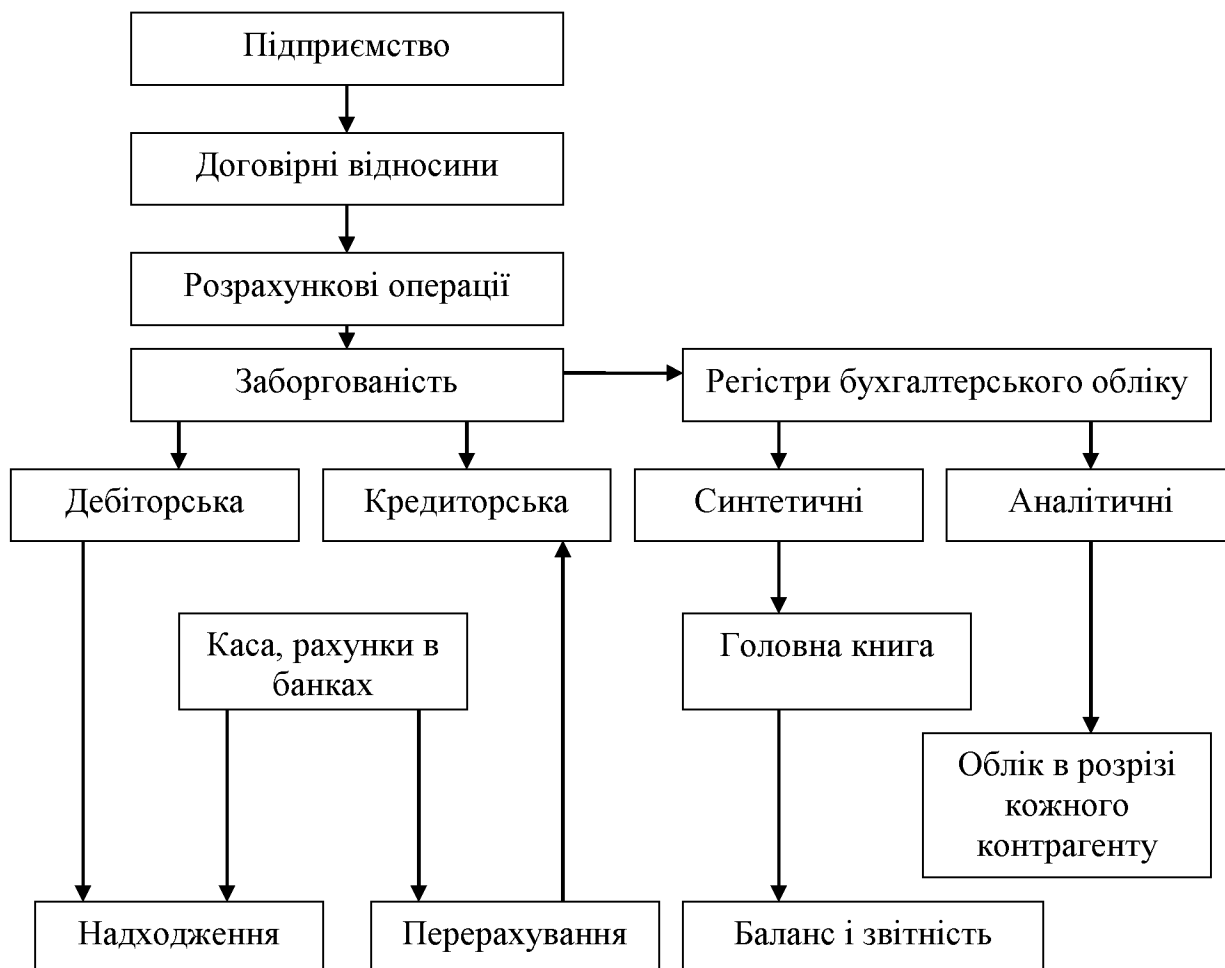 Підприємство
Договірні відносини
Розрахункові операції
Заборгованість
Регістри бухгалтерського обліку
Дебіторська
Кредиторська
Синтетичні
Аналітичні
Каса, рахунки в
банках
Головна книга
Облік в розрізі
кожного
контрагенту
Надходження
Перерахування
Баланс і звітність